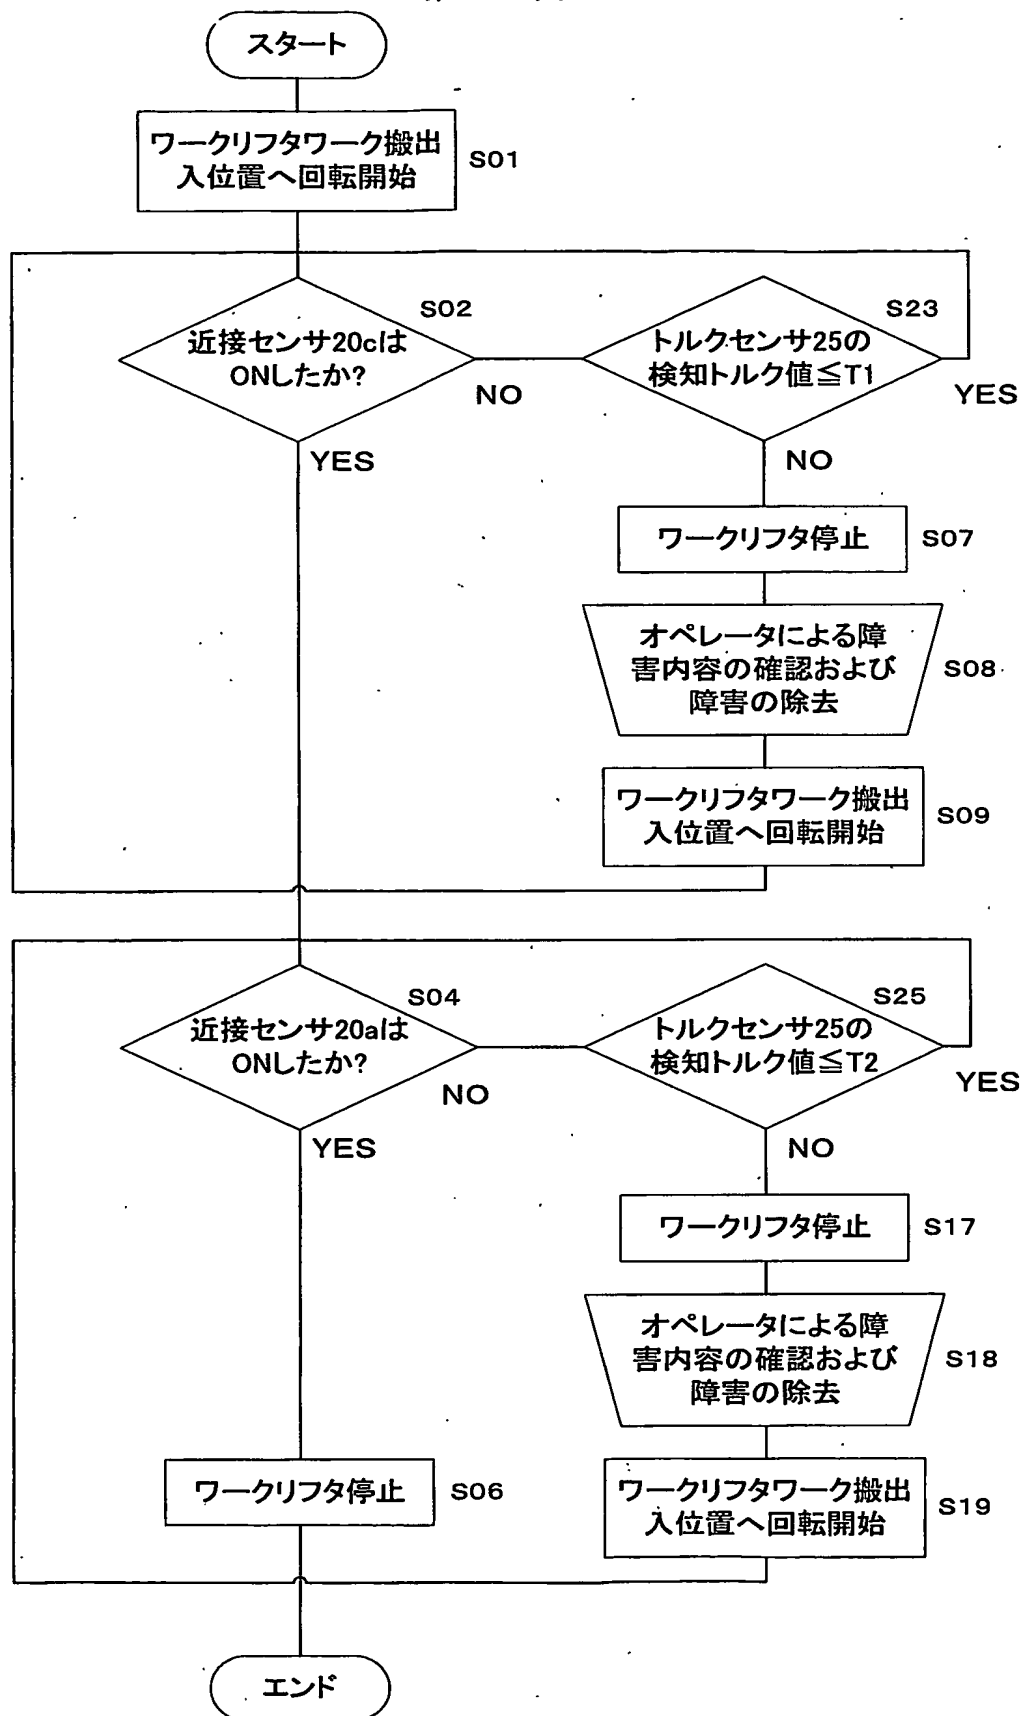 スタート
ワークリフタワーク搬出
入位置へ回転開始
S01
近接センサ20cは
ONしたか?
S02
NO
YES
トルクセンサ25の
検知トルク値≦T1
S23
YES
NO
ワークリフタ停止
S07
オペレータによる障
害内容の確認および
障害の除去
S08
ワークリフタワーク搬出
入位置へ回転開始
S09
近接センサ20aは
ONしたか?
S04
NO
YES
トルクセンサ25の
検知トルク値≦T2
S25
YES
NO
ワークリフタ停止
S17
オペレータによる障
害内容の確認および
障害の除去
S18
ワークリフタワーク搬出
入位置へ回転開始
S19
ワークリフタ停止
S06
エンド